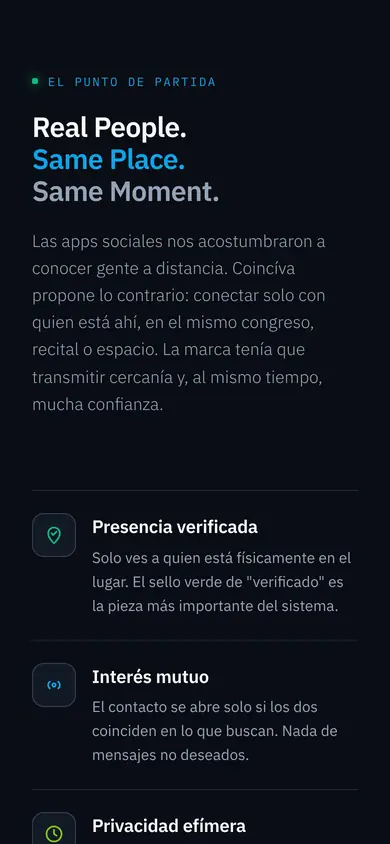 EL PUNTO DE PARTIDA
Real People.
Same Place.
Same Moment.
Las apps sociales nos acostumbraron a
conocer gente a distancia. Coincíva
propone lo contrario: conectar solo con
quien está ahí, en el mismo congreso,
recital o espacio. La marca tenía que
transmitir cercanía y, al mismo tiempo,
mucha confianza.
Presencia verificada
Solo ves a quien está físicamente en el
lugar. El sello verde de "verificado" es
la pieza más importante del sistema.
Interés mutuo
El contacto se abre solo si los dos
coinciden en lo que buscan. Nada de
mensajes no deseados.
Privacidad efímera